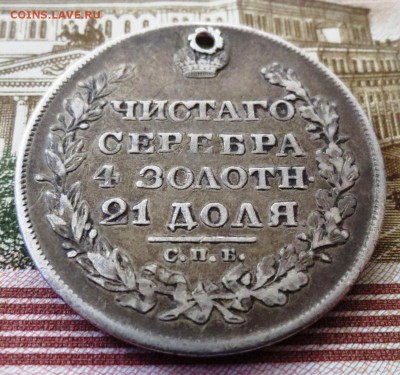 COINS.LAVE.RU
ЧИСТАГО
СЕРЕБРА
4 ЗОЛОТН·
21 ДОЛЯ
С.П.Б.